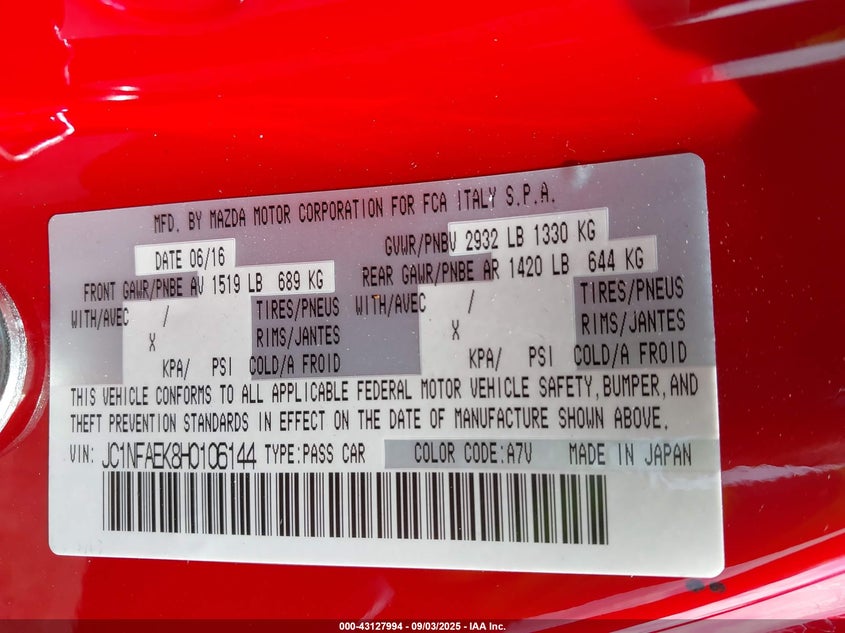 MFD. BY MAZDA MOTOR CORPORATION FOR FCA ITALY S.P.A.
DATE 06/16 GVWR/PNBV 2932 LB 1330 KG
FRONT GAWR/PNBE AV 1519 LB 689 KG REAR GAWR/PNBE AR 1420 LB 644 KG
WITH/AVEC / TIRES/PNEUS WITH/AVEC / TIRES/PNEUS
X RIMS/JANTES X RIMS/JANTES
KPA/ PSI COLD/A FROID KPA/ PSI COLD/A FROID
THIS VEHICLE CONFORMS TO ALL APPLICABLE FEDERAL MOTOR VEHICLE SAFETY, BUMPER, AND
THEFT PREVENTION STANDARDS IN EFFECT ON THE DATE OF MANUFACTURE SHOWN ABOVE.
VIN: JC1NFAEK8H0106144 TYPE: PASS CAR COLOR CODE: A7V MADE IN JAPAN
000-43127994 - 09/03/2025 - IAA Inc.